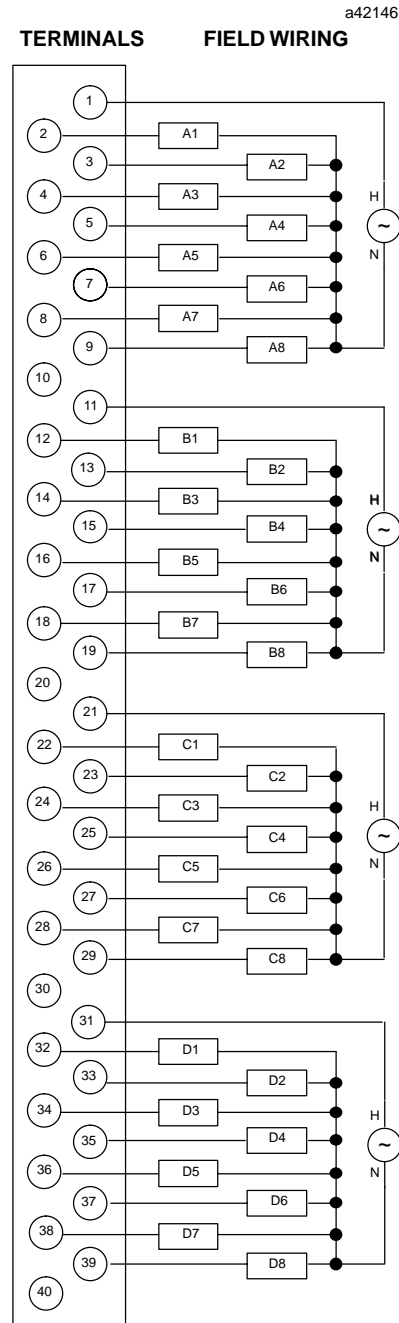 a42146
TERMINALS FIELD WIRING
1
2 A1
3 A2
4 A3 H
5 A4 ~
6 A5 N
7 A6
8 A7
9 A8
10
11
12 B1
13 B2
14 B3 H
15 B4 ~
16 B5 N
17 B6
18 B7
19 B8
20
21
22 C1
23 C2
24 C3 H
25 C4 ~
26 C5 N
27 C6
28 C7
29 C8
30
31
32 D1
33 D2
34 D3 H
35 D4 ~
36 D5 N
37 D6
38 D7
39 D8
40